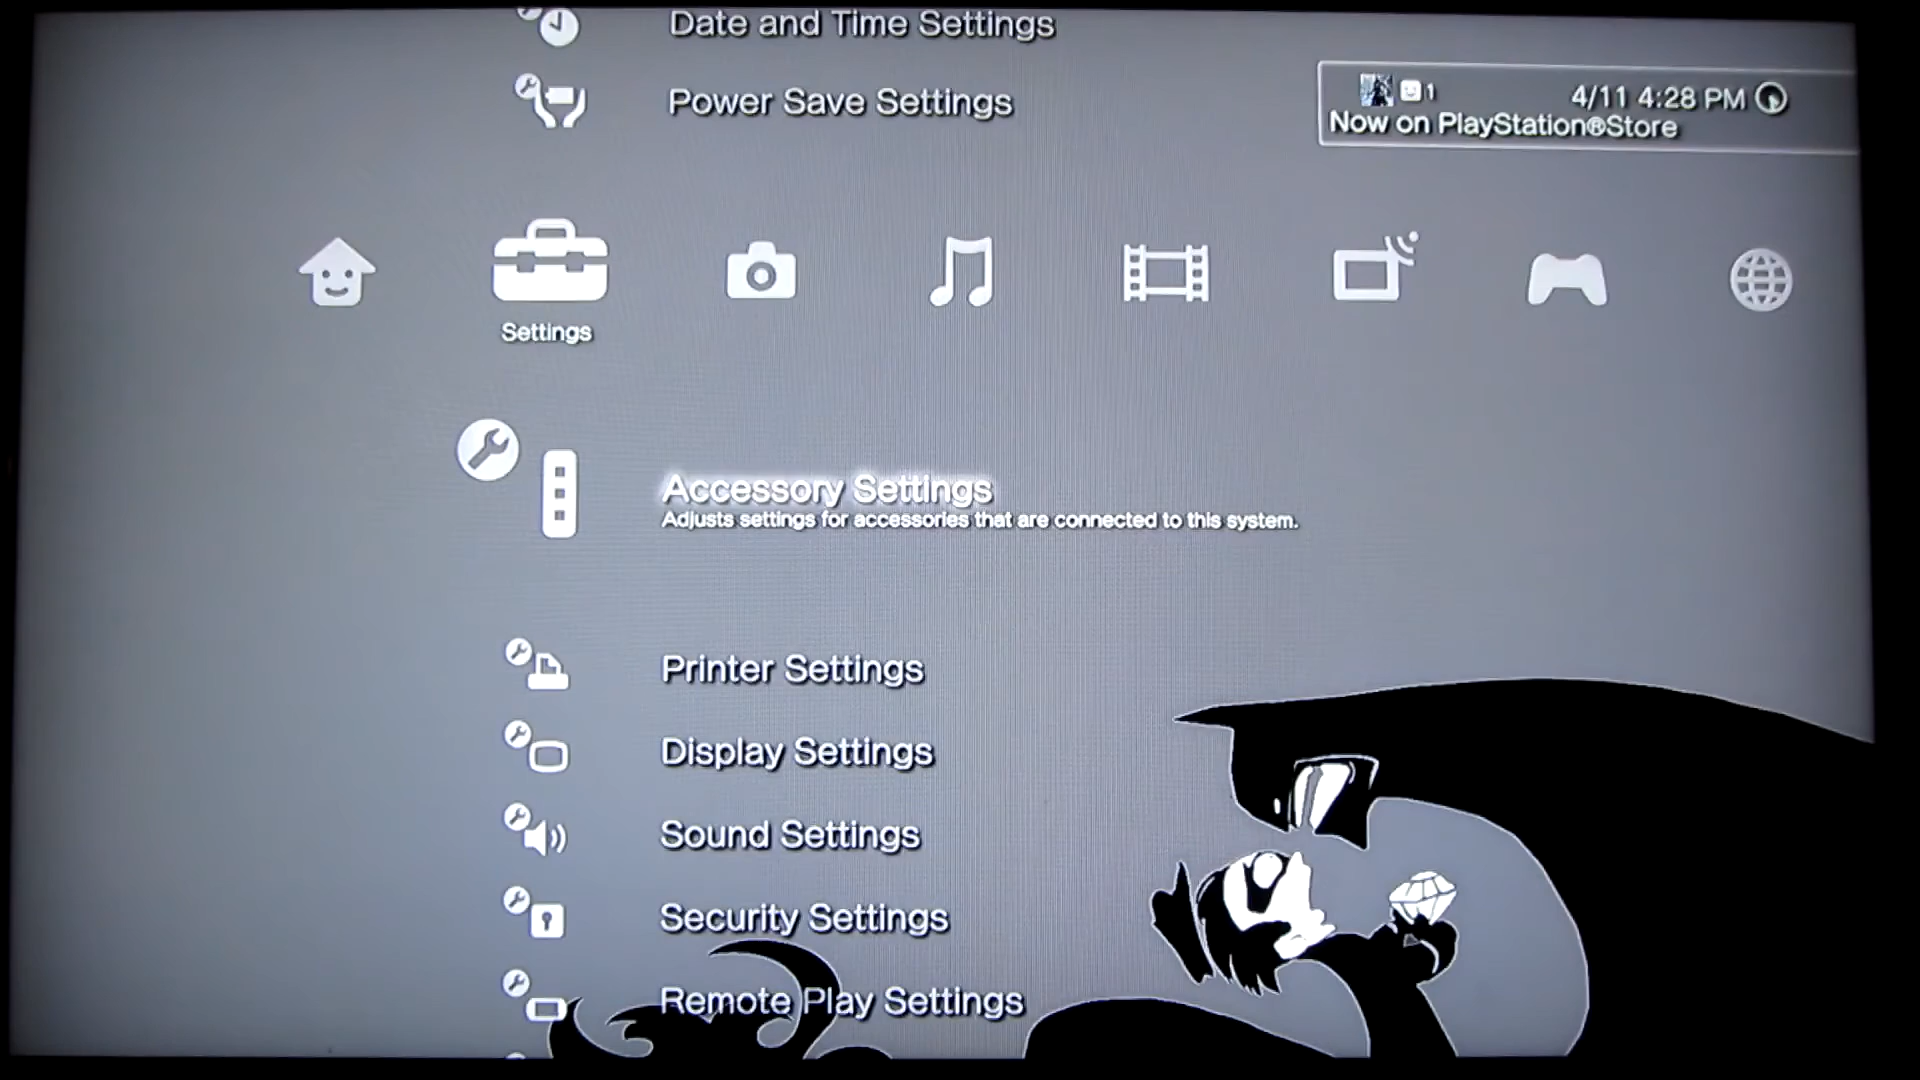 Date and Time Settings
Power Save Settings
1 4/11 4:28 PM
Now on PlayStation®Store
Settings
Accessory Settings
Adjusts settings for accessories that are connected to this system.
Printer Settings
Display Settings
Sound Settings
Security Settings
Remote Play Settings